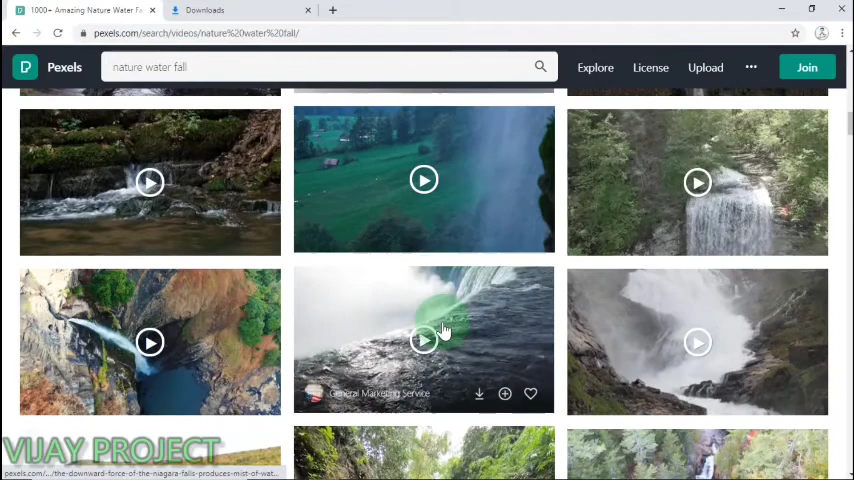 1000+ Amazing Nature Water Fa
Downloads
pexels.com/search/videos/nature%20water%20fall/
Pexels
nature water fall
Explore
License
Upload
Join
General Marketing Service
VIJAY PROJECT
pexels.com/.../the-downward-force-of-the-niagara-falls-produces-mist-of-wat...